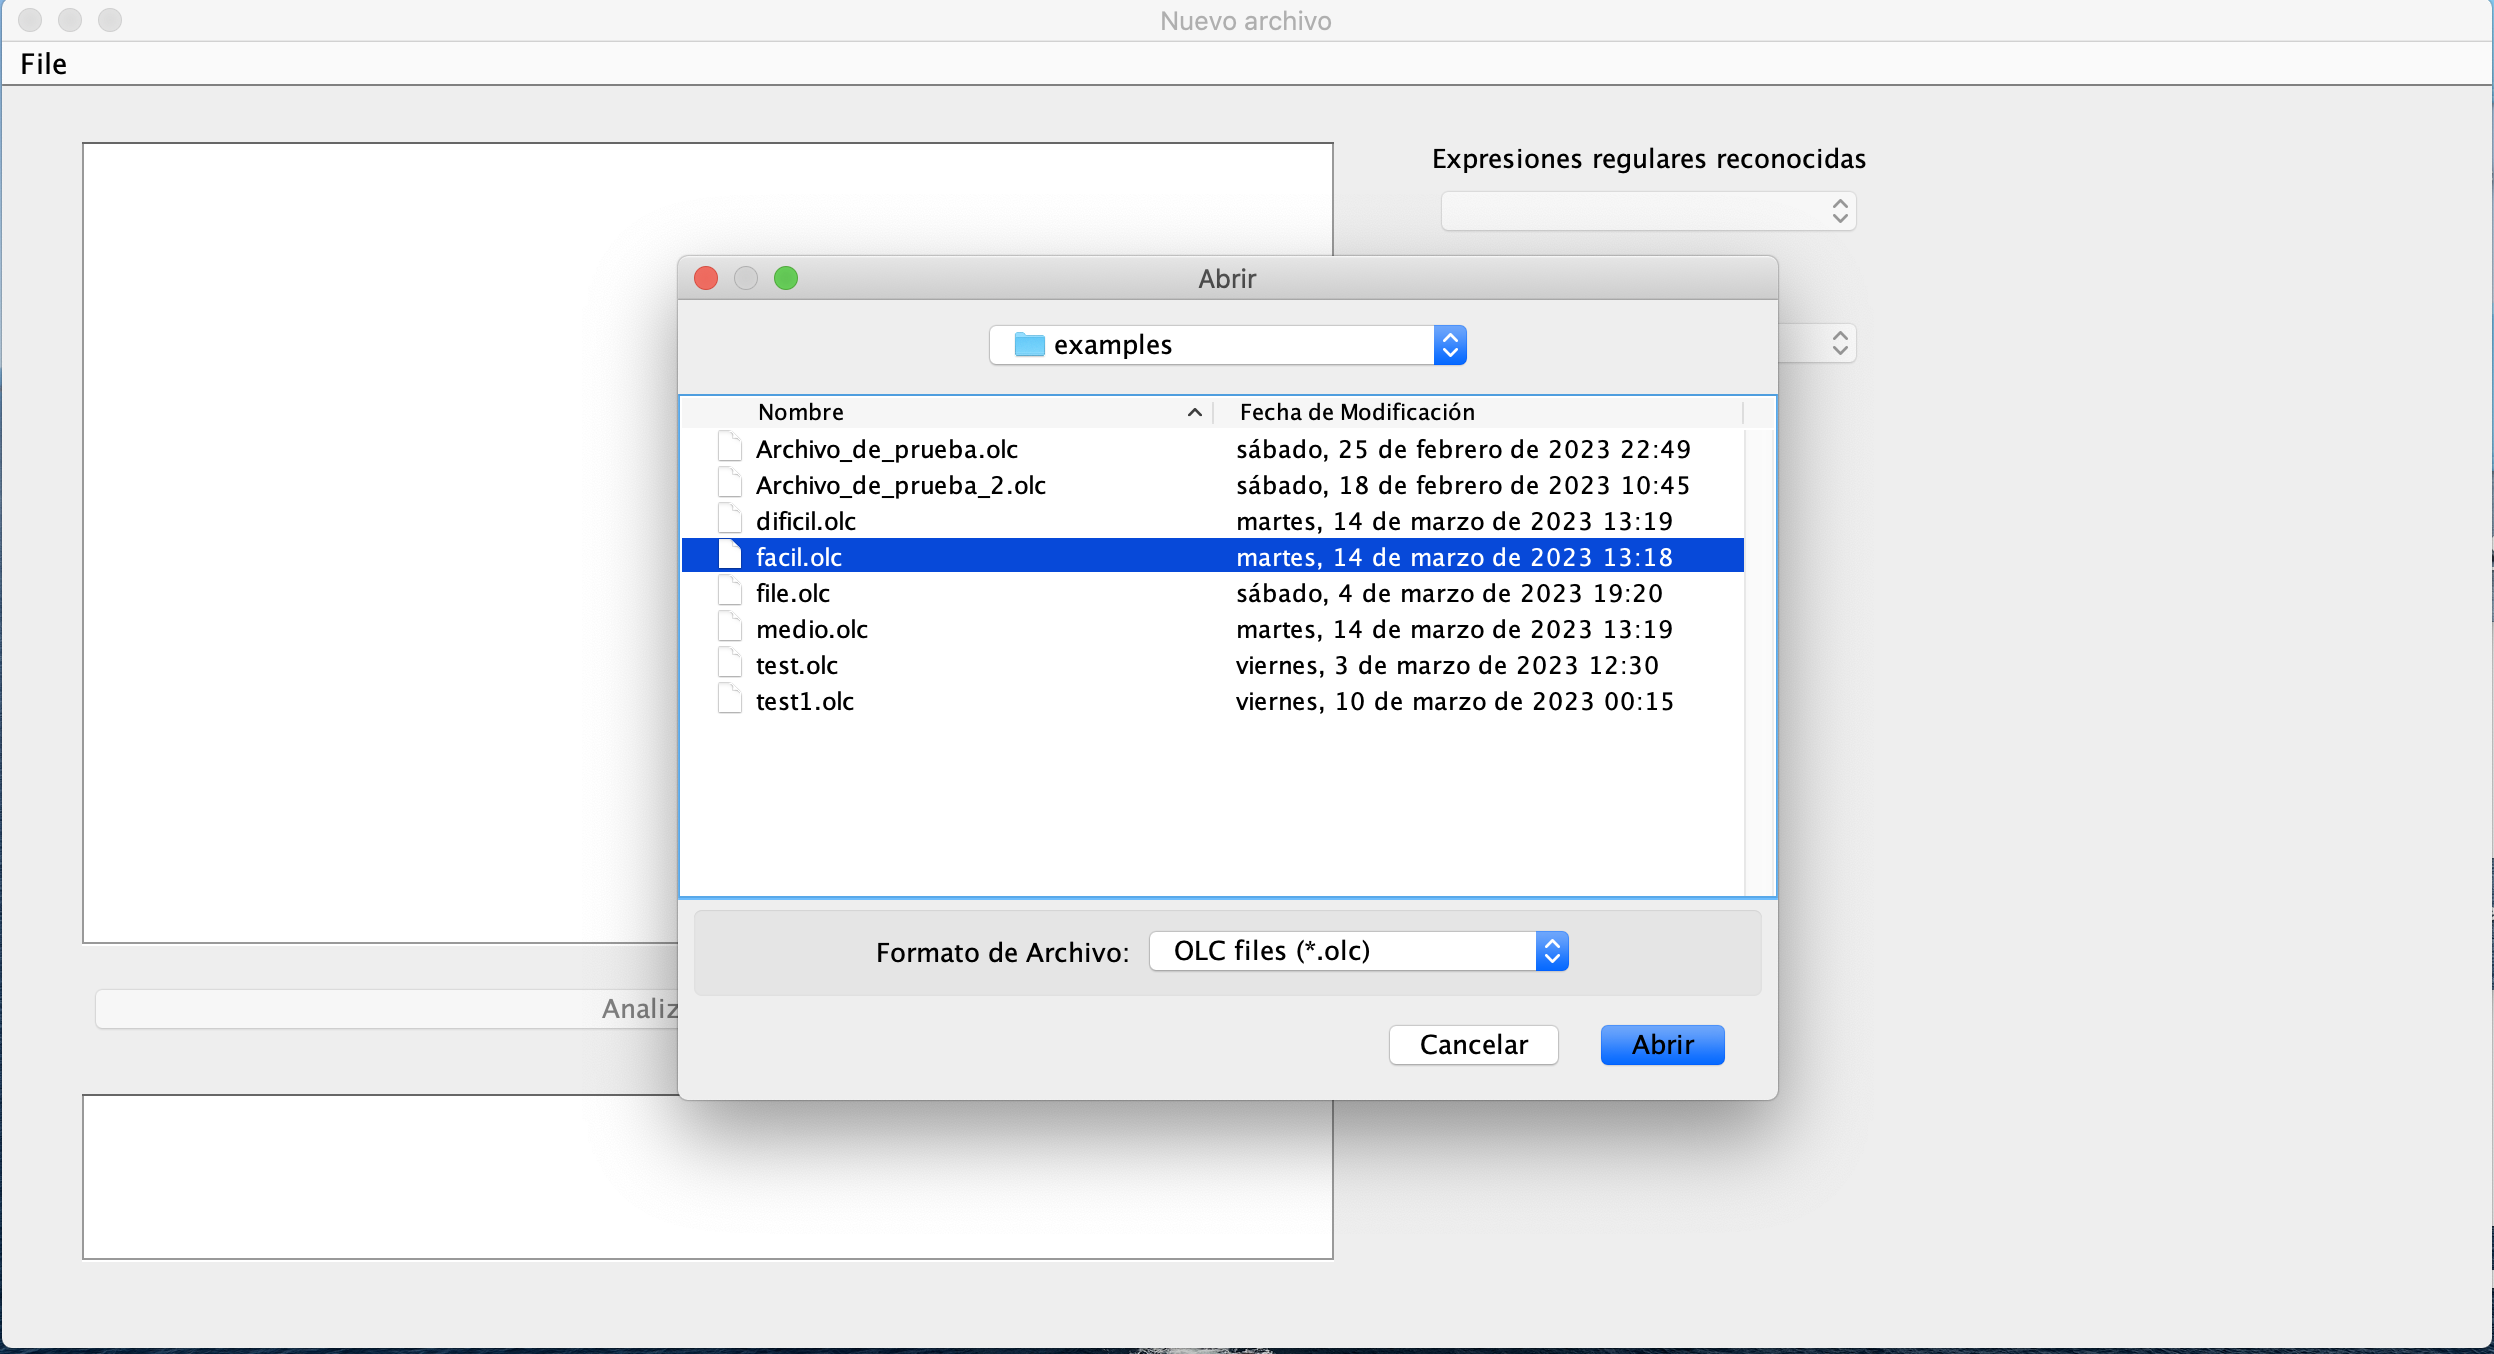 Nuevo archivo
File
Expresiones regulares reconocidas
Abrir
examples
Nombre Fecha de Modificación
Archivo_de_prueba.olc sábado, 25 de febrero de 2023 22:49
Archivo_de_prueba_2.olc sábado, 18 de febrero de 2023 10:45
dificil.olc martes, 14 de marzo de 2023 13:19
facil.olc martes, 14 de marzo de 2023 13:18
file.olc sábado, 4 de marzo de 2023 19:20
medio.olc martes, 14 de marzo de 2023 13:19
test.olc viernes, 3 de marzo de 2023 12:30
test1.olc viernes, 10 de marzo de 2023 00:15
Formato de Archivo: OLC files (*.olc)
Analiz
Cancelar Abrir